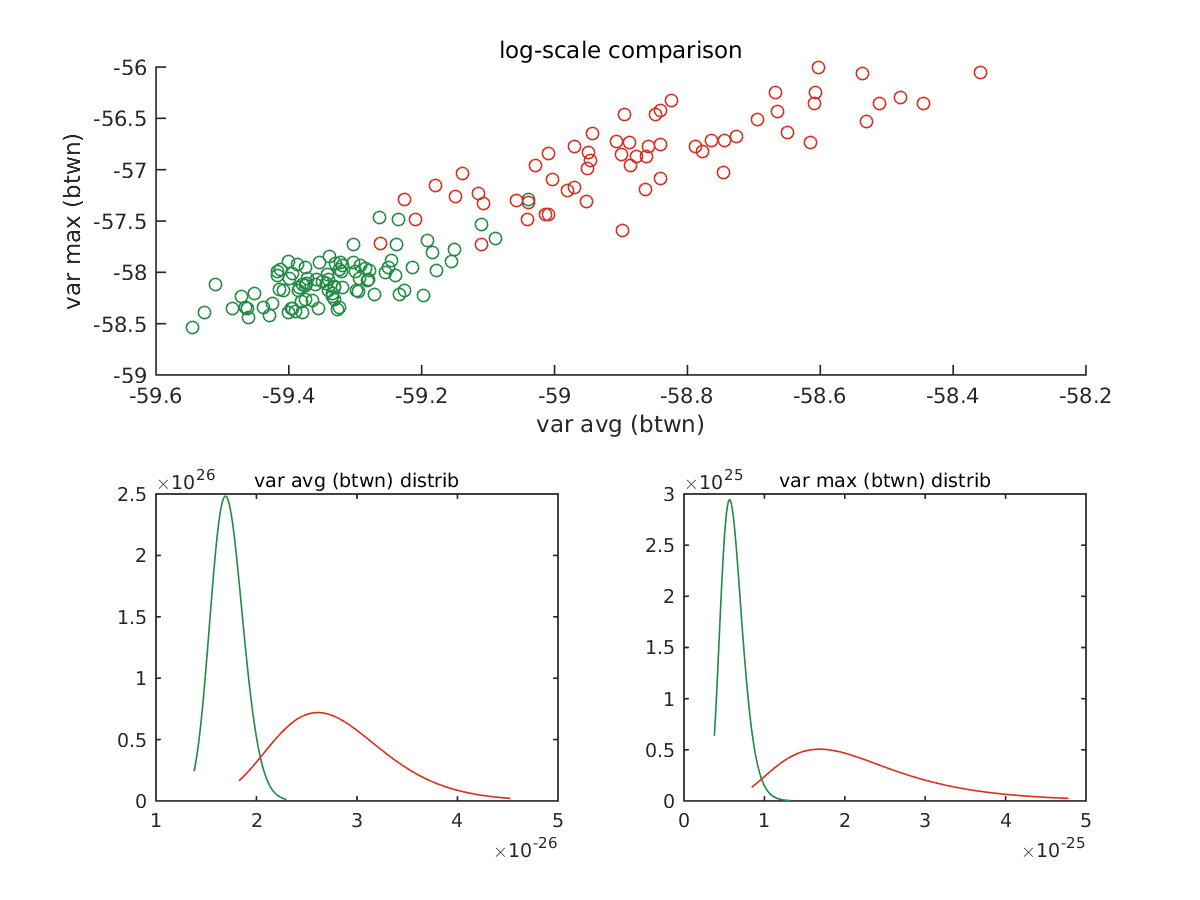 log-scale comparison
var max (btwn)
-56
-56.5
-57
-57.5
-58
-58.5
-59
-59.6 -59.4 -59.2 -59 -58.8 -58.6 -58.4 -58.2
var avg (btwn)
×10^26 var avg (btwn) distrib
2.5
2
1.5
1
0.5
0
1 2 3 4 5
×10^-26
×10^25 var max (btwn) distrib
3
2.5
2
1.5
1
0.5
0
0 1 2 3 4 5
×10^-25